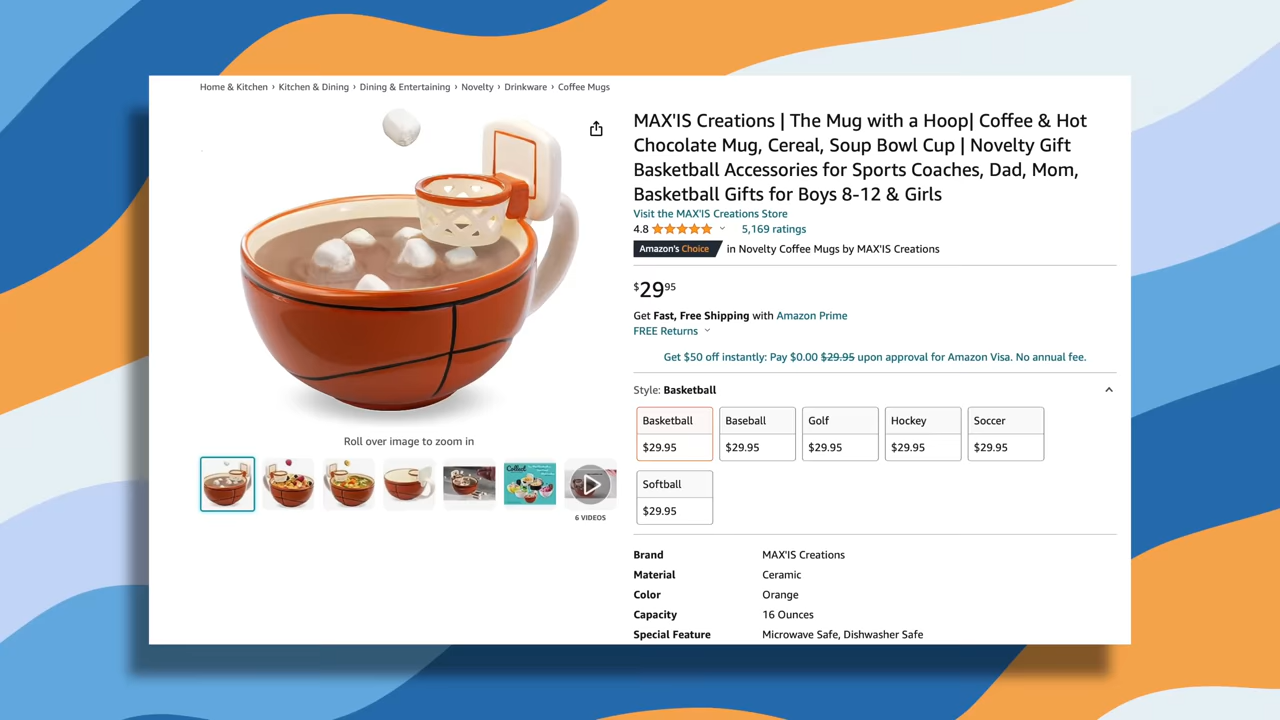 Home & Kitchen › Kitchen & Dining › Dining & Entertaining › Novelty › Drinkware › Coffee Mugs
MAX'IS Creations | The Mug with a Hoop| Coffee & Hot
Chocolate Mug, Cereal, Soup Bowl Cup | Novelty Gift
Basketball Accessories for Sports Coaches, Dad, Mom,
Basketball Gifts for Boys 8-12 & Girls
Visit the MAX'IS Creations Store
4.8 5,169 ratings
Amazon's Choice in Novelty Coffee Mugs by MAX'IS Creations
$29.95
Get Fast, Free Shipping with Amazon Prime
FREE Returns
Get $50 off instantly: Pay $0.00 $29.95 upon approval for Amazon Visa. No annual fee.
Style: Basketball
Basketball Baseball Golf Hockey Soccer
$29.95 $29.95 $29.95 $29.95 $29.95
Softball
$29.95
Roll over image to zoom in
Collect
6 VIDEOS
Brand MAX'IS Creations
Material Ceramic
Color Orange
Capacity 16 Ounces
Special Feature Microwave Safe, Dishwasher Safe